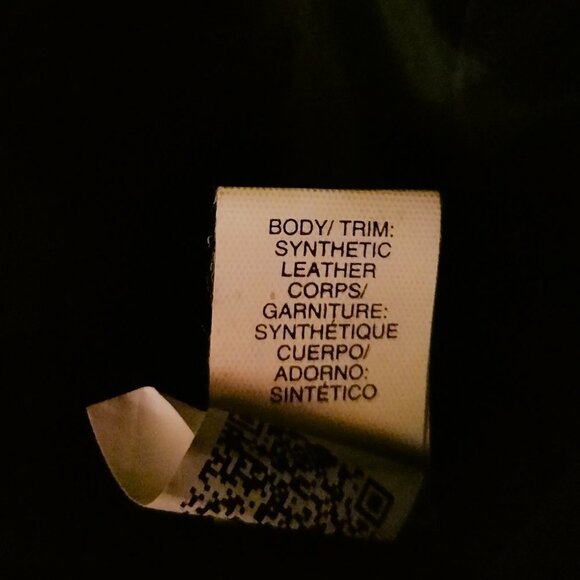 BODY/ TRIM:
SYNTHETIC
LEATHER
CORPS/
GARNITURE:
SYNTHÉTIQUE
CUERPO/
ADORNO:
SINTÉTICO